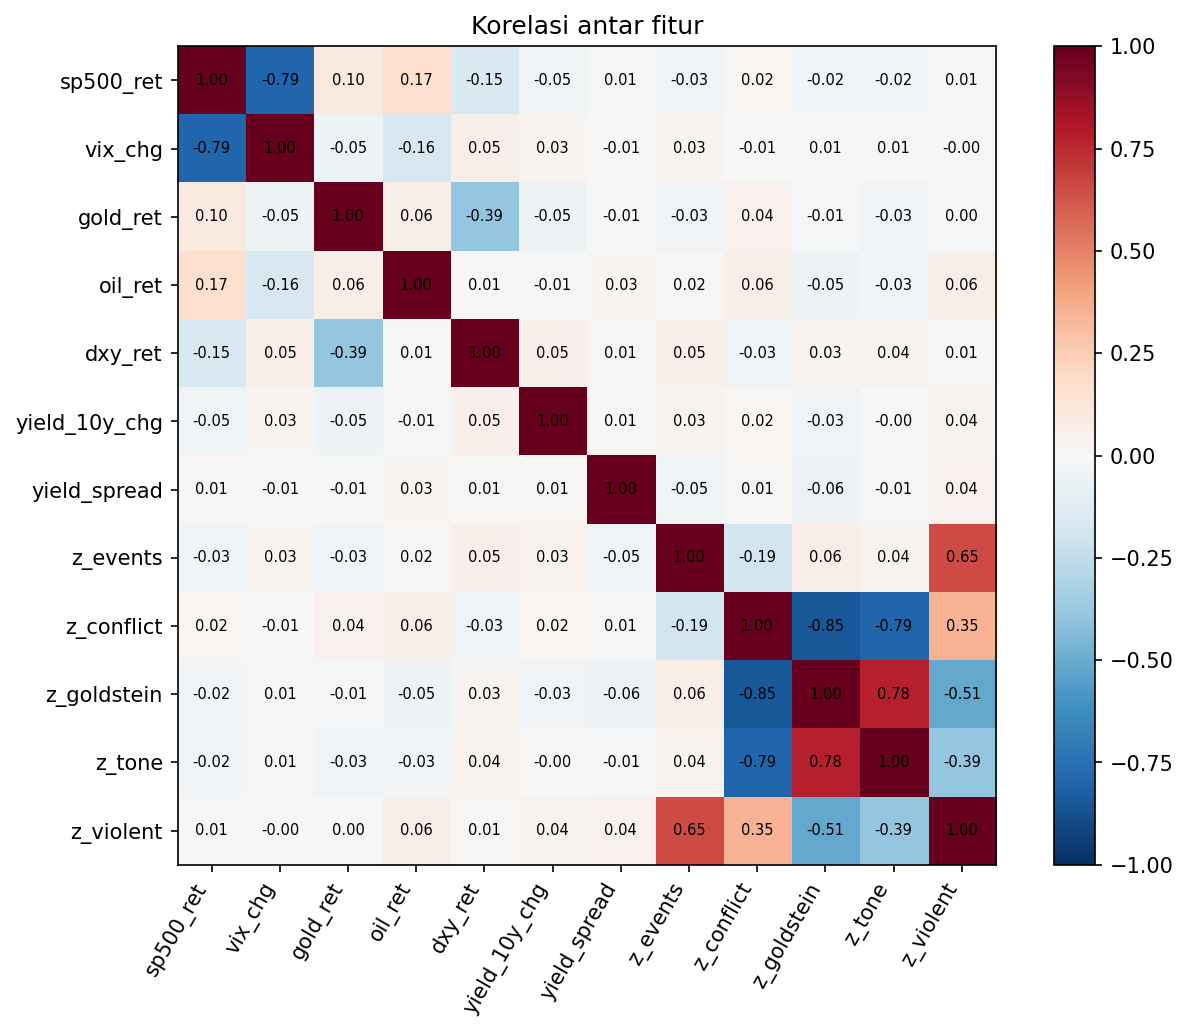 Korelasi antar fitur
sp500_ret 1.00 -0.79 0.10 0.17 -0.15 -0.05 0.01 -0.03 0.02 -0.02 -0.02 0.01
vix_chg -0.79 1.00 -0.05 -0.16 0.05 0.03 -0.01 0.03 -0.01 0.01 0.01 -0.00
gold_ret 0.10 -0.05 1.00 0.06 -0.39 -0.05 -0.01 -0.03 0.04 -0.01 -0.03 0.00
oil_ret 0.17 -0.16 0.06 1.00 0.01 -0.01 0.03 0.02 0.06 -0.05 -0.03 0.06
dxy_ret -0.15 0.05 -0.39 0.01 1.00 0.05 0.01 0.05 -0.03 0.03 0.04 0.01
yield_10y_chg -0.05 0.03 -0.05 -0.01 0.05 1.00 0.01 0.03 0.02 -0.03 -0.00 0.04
yield_spread 0.01 -0.01 -0.01 0.03 0.01 0.01 1.00 -0.05 0.01 -0.06 -0.01 0.04
z_events -0.03 0.03 -0.03 0.02 0.05 0.03 -0.05 1.00 -0.19 0.06 0.04 0.65
z_conflict 0.02 -0.01 0.04 0.06 -0.03 0.02 0.01 -0.19 1.00 -0.85 -0.79 0.35
z_goldstein -0.02 0.01 -0.01 -0.05 0.03 -0.03 -0.06 0.06 -0.85 1.00 0.78 -0.51
z_tone -0.02 0.01 -0.03 -0.03 0.04 -0.00 -0.01 0.04 -0.79 0.78 1.00 -0.39
z_violent 0.01 -0.00 0.00 0.06 0.01 0.04 0.04 0.65 0.35 -0.51 -0.39 1.00
sp500_ret vix_chg gold_ret oil_ret dxy_ret yield_10y_chg yield_spread z_events z_conflict z_goldstein z_tone z_violent
1.00
0.75
0.50
0.25
0.00
−0.25
−0.50
−0.75
−1.00